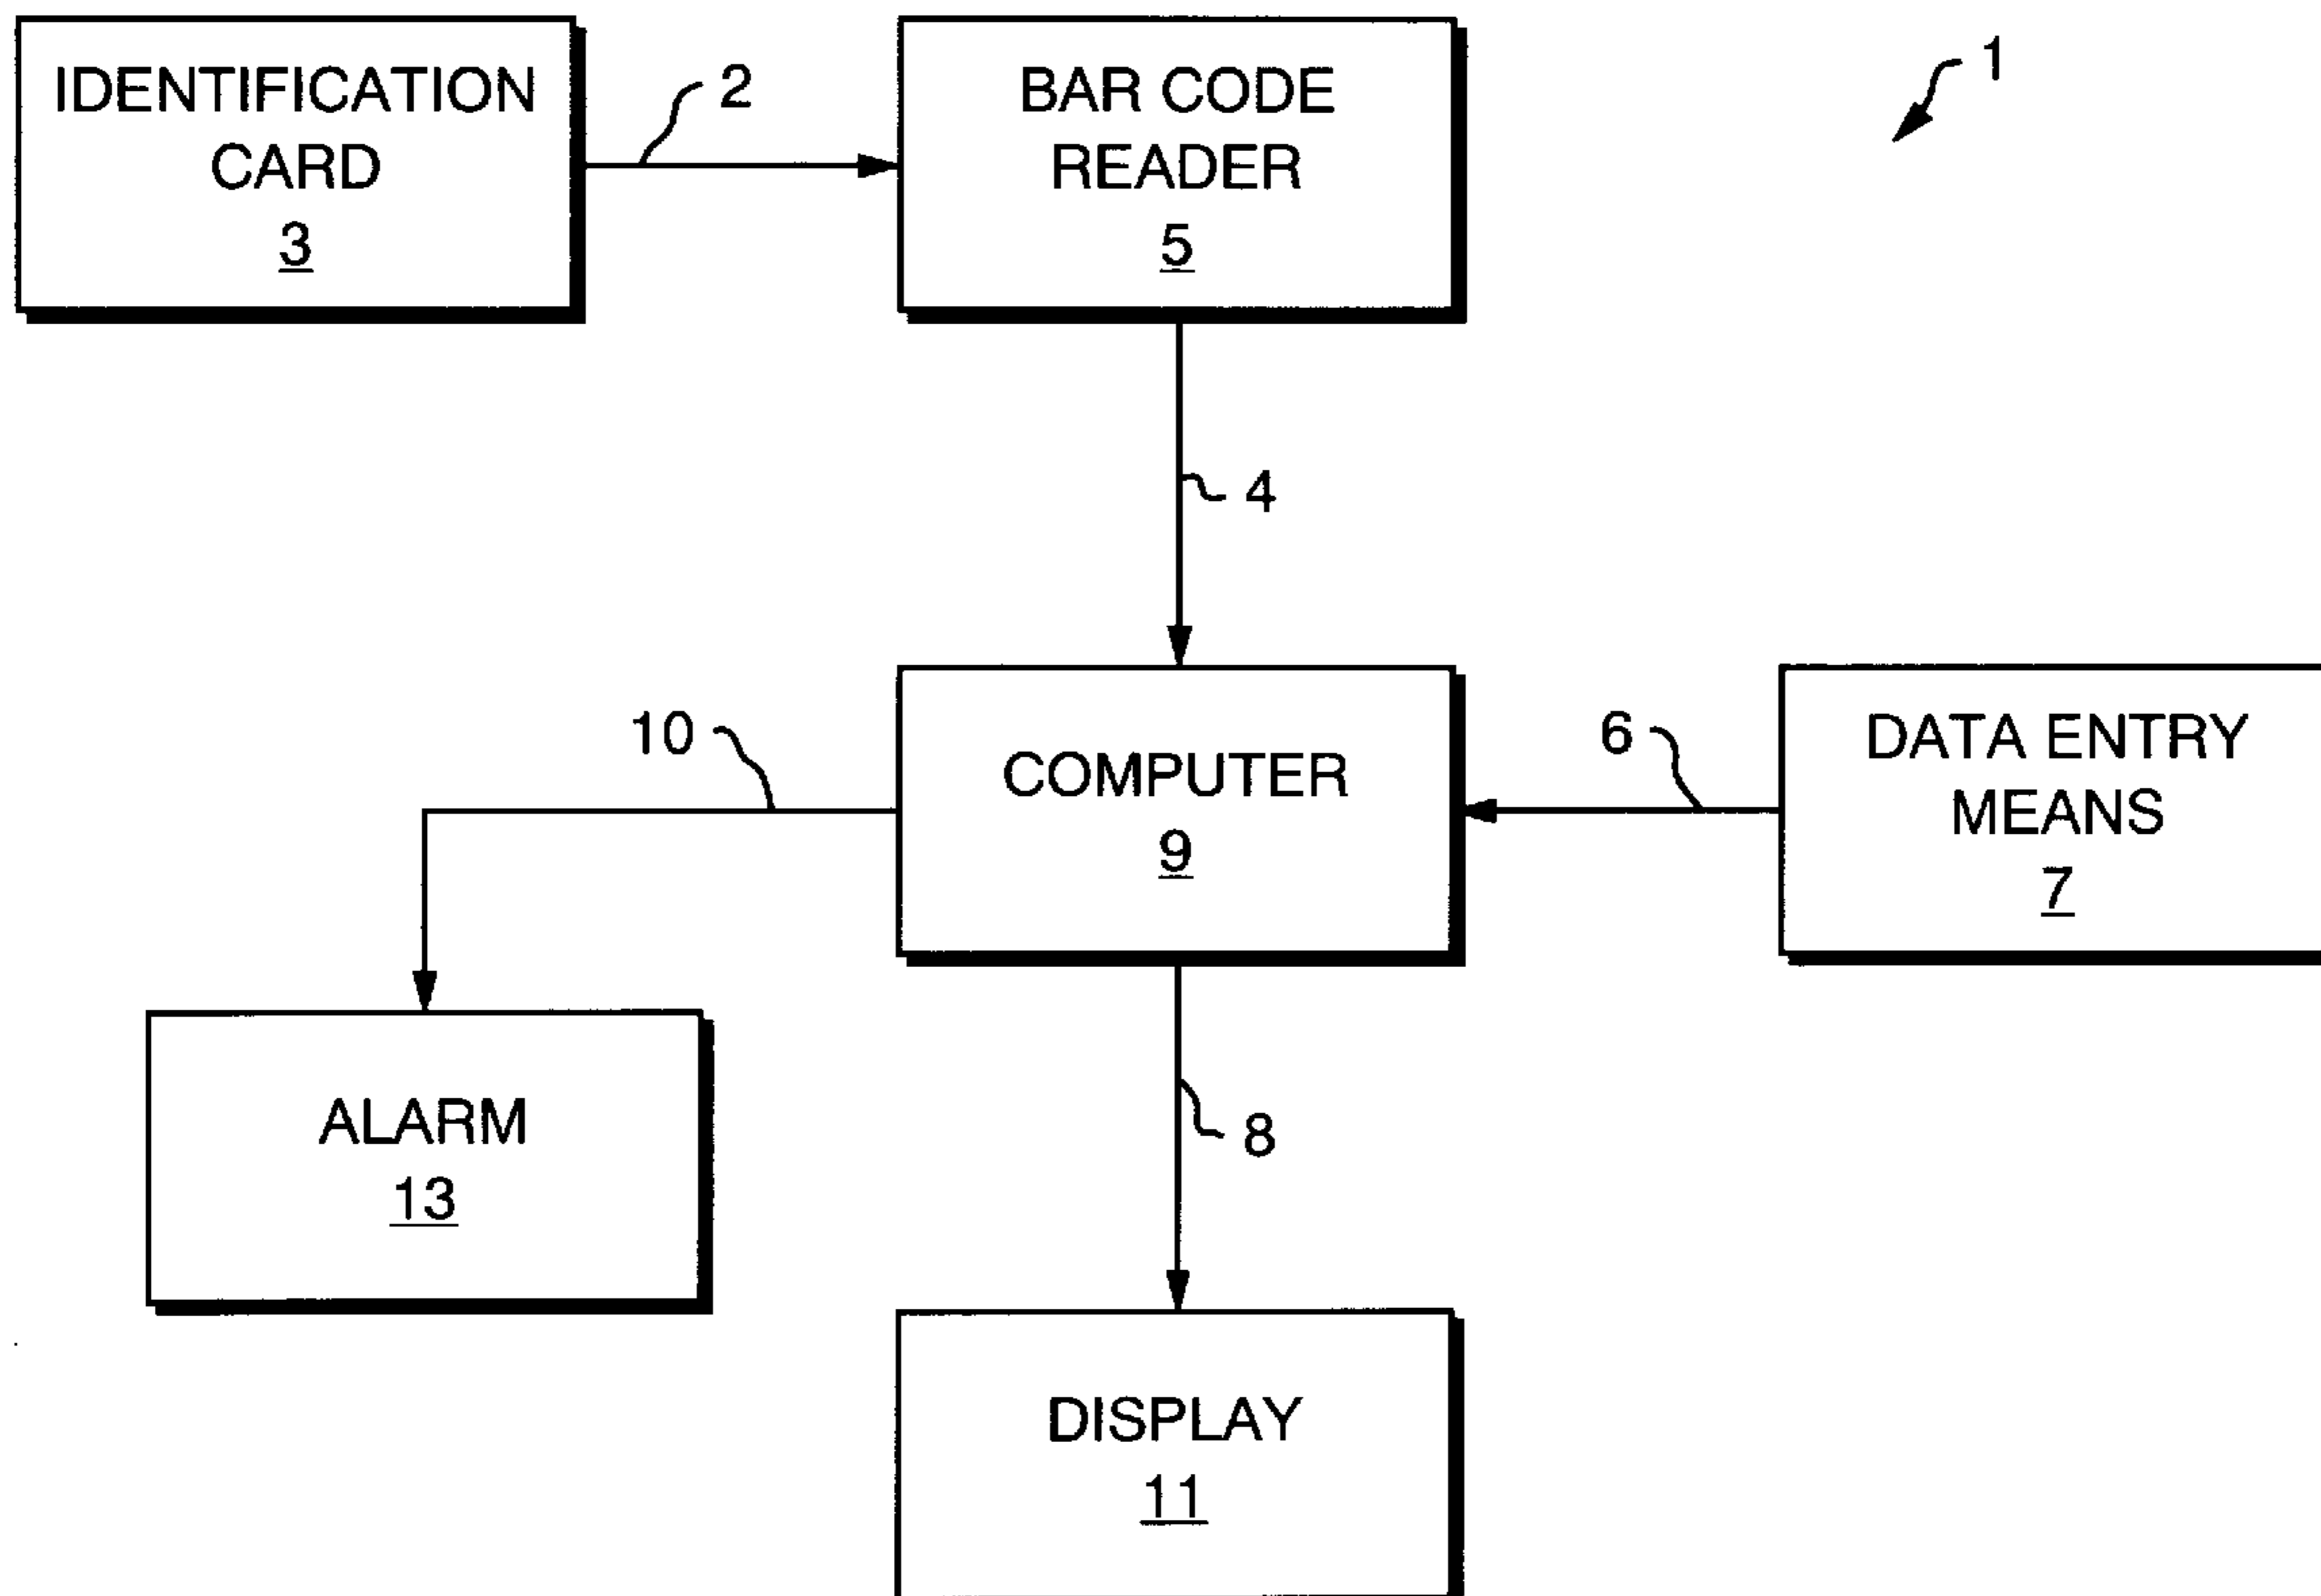 IDENTIFICATION
CARD
3
2
BAR CODE
READER
5
1
4
10
COMPUTER
9
6
DATA ENTRY
MEANS
7
ALARM
13
8
DISPLAY
11